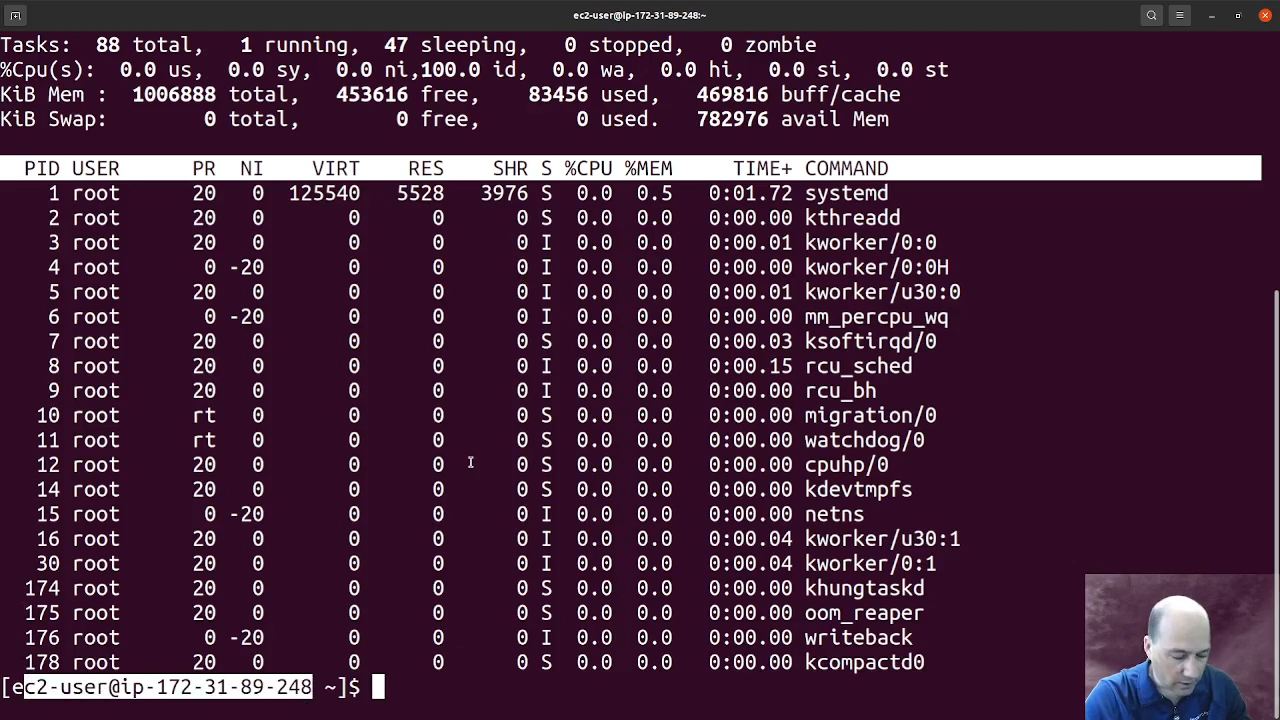 ec2-user@ip-172-31-89-248:~
Tasks: 88 total, 1 running, 47 sleeping, 0 stopped, 0 zombie
%Cpu(s): 0.0 us, 0.0 sy, 0.0 ni,100.0 id, 0.0 wa, 0.0 hi, 0.0 si, 0.0 st
KiB Mem : 1006888 total, 453616 free, 83456 used, 469816 buff/cache
KiB Swap: 0 total, 0 free, 0 used. 782976 avail Mem
PID USER PR NI VIRT RES SHR S %CPU %MEM TIME+ COMMAND
1 root 20 0 125540 5528 3976 S 0.0 0.5 0:01.72 systemd
2 root 20 0 0 0 0 S 0.0 0.0 0:00.00 kthreadd
3 root 20 0 0 0 0 I 0.0 0.0 0:00.01 kworker/0:0
4 root 0 -20 0 0 0 I 0.0 0.0 0:00.00 kworker/0:0H
5 root 20 0 0 0 0 I 0.0 0.0 0:00.01 kworker/u30:0
6 root 0 -20 0 0 0 I 0.0 0.0 0:00.00 mm_percpu_wq
7 root 20 0 0 0 0 S 0.0 0.0 0:00.03 ksoftirqd/0
8 root 20 0 0 0 0 I 0.0 0.0 0:00.15 rcu_sched
9 root 20 0 0 0 0 I 0.0 0.0 0:00.00 rcu_bh
10 root rt 0 0 0 0 S 0.0 0.0 0:00.00 migration/0
11 root rt 0 0 0 0 S 0.0 0.0 0:00.00 watchdog/0
12 root 20 0 0 0 0 S 0.0 0.0 0:00.00 cpuhp/0
14 root 20 0 0 0 0 S 0.0 0.0 0:00.00 kdevtmpfs
15 root 0 -20 0 0 0 I 0.0 0.0 0:00.00 netns
16 root 20 0 0 0 0 I 0.0 0.0 0:00.04 kworker/u30:1
30 root 20 0 0 0 0 I 0.0 0.0 0:00.04 kworker/0:1
174 root 20 0 0 0 0 S 0.0 0.0 0:00.00 khungtaskd
175 root 20 0 0 0 0 S 0.0 0.0 0:00.00 oom_reaper
176 root 0 -20 0 0 0 I 0.0 0.0 0:00.00 writeback
178 root 20 0 0 0 0 S 0.0 0.0 0:00.00 kcompactd0
[ec2-user@ip-172-31-89-248 ~]$